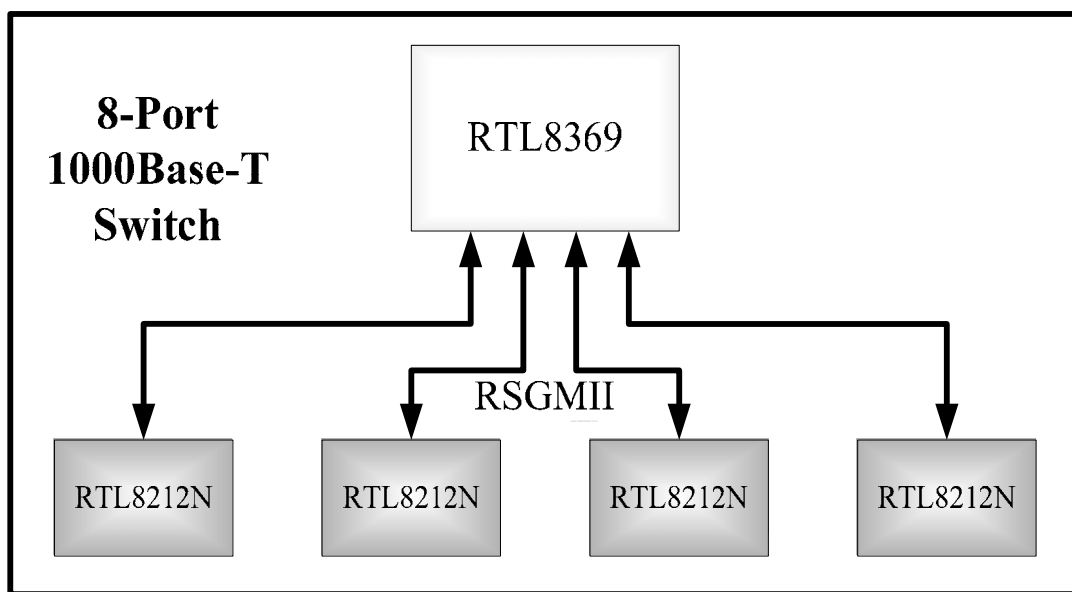 8-Port
1000Base-T
Switch
RTL8369
RSGMII
RTL8212N
RTL8212N
RTL8212N
RTL8212N